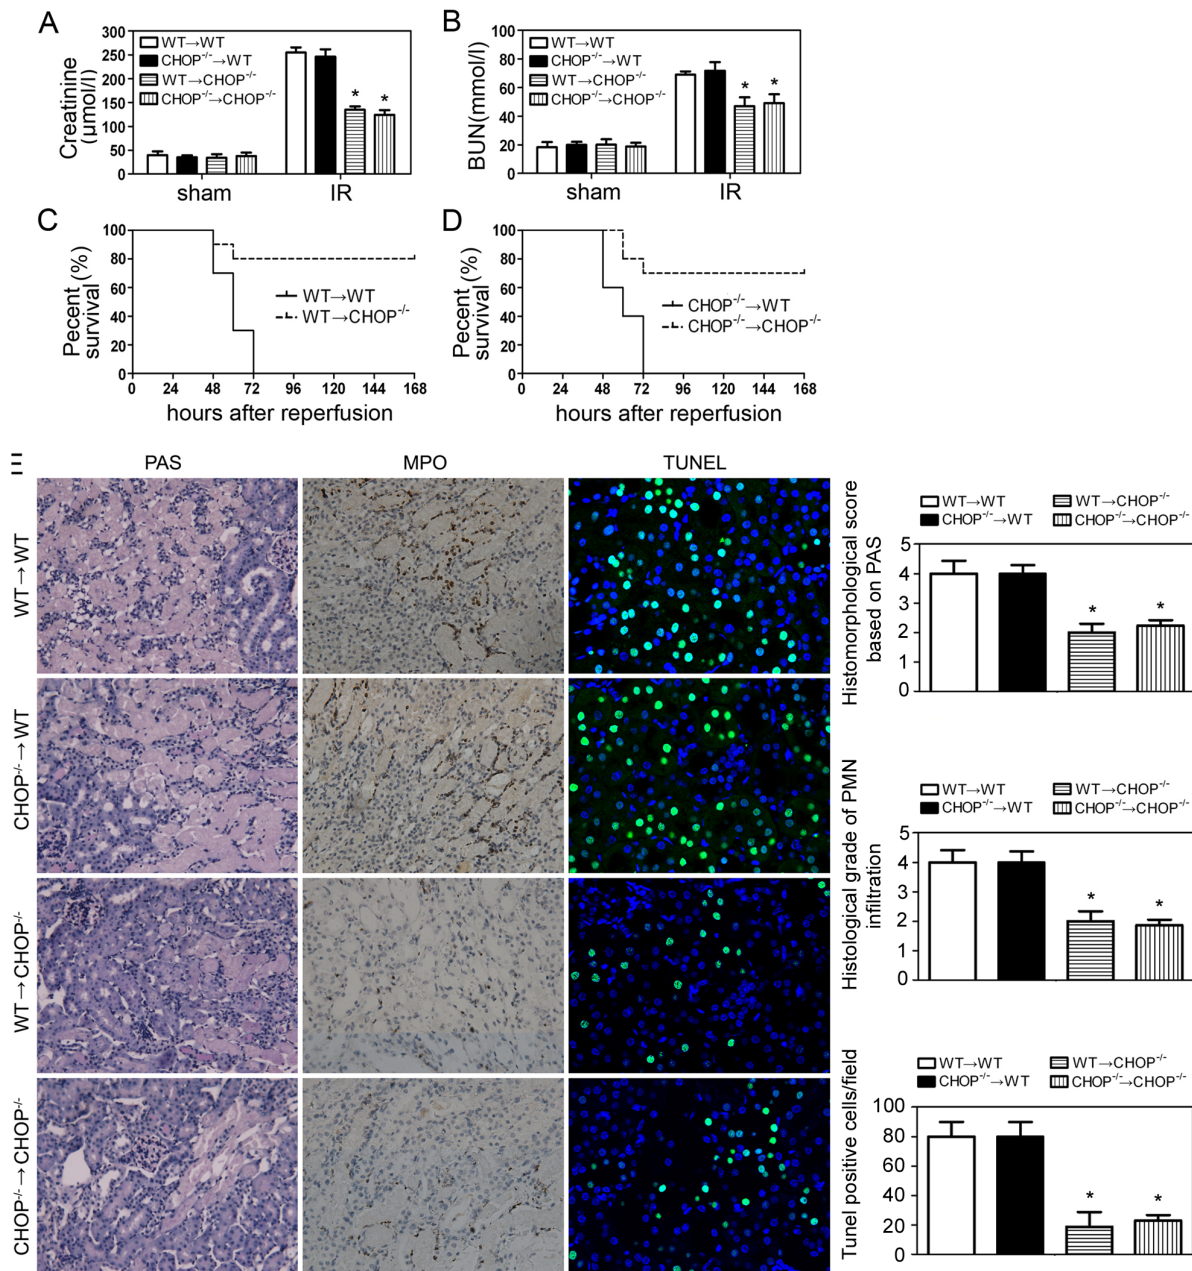 A
Creatinine
(μmol/l)
300
250
200
150
100
50
0
WT→WT
CHOP-/-→WT
WT→CHOP-/-
CHOP-/-→CHOP-/-
* *
sham IR
B
BUN(mmol/l)
100
80
60
40
20
0
WT→WT
CHOP-/-→WT
WT→CHOP-/-
CHOP-/-→CHOP-/-
* *
sham IR
C
Pecent (%)
survival
100
80
60
40
20
0
WT→WT
WT→CHOP-/-
0 24 48 72 96 120 144 168
hours after reperfusion
D
Pecent (%)
survival
100
80
60
40
20
0
CHOP-/-→WT
CHOP-/-→CHOP-/-
0 24 48 72 96 120 144 168
hours after reperfusion
E
PAS MPO TUNEL
WT→WT
CHOP-/-→WT
WT→CHOP-/-
CHOP-/-→CHOP-/-
Histomorphological score
based on PAS
WT→WT WT→CHOP-/-
CHOP-/-→WT CHOP-/-→CHOP-/-
5
4
3
2
1
0
* *
Histological grade of PMN
infiltration
WT→WT WT→CHOP-/-
CHOP-/-→WT CHOP-/-→CHOP-/-
5
4
3
2
1
0
* *
Tunel positive cells/field
WT→WT WT→CHOP-/-
CHOP-/-→WT CHOP-/-→CHOP-/-
100
80
60
40
20
0
* *